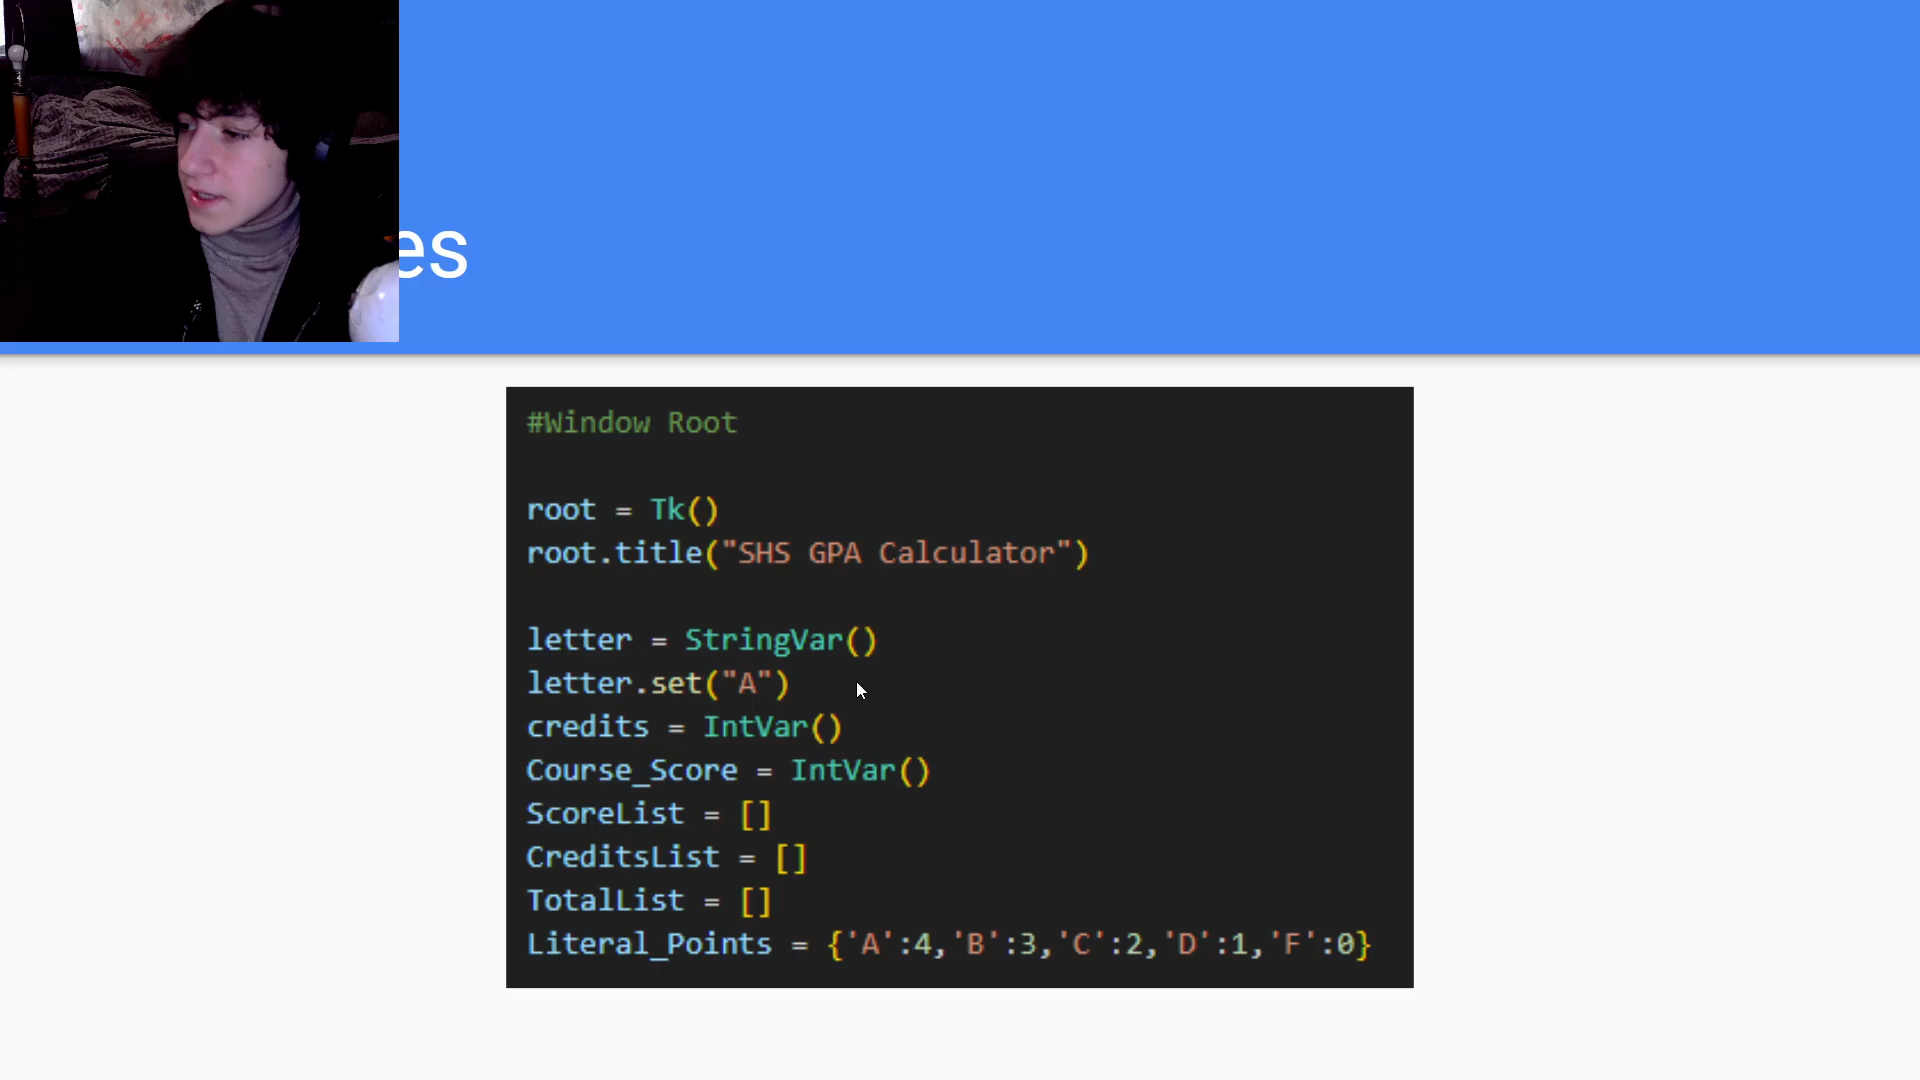 es
#Window Root
root = Tk()
root.title("SHS GPA Calculator")
letter = StringVar()
letter.set("A")
credits = IntVar()
Course_Score = IntVar()
ScoreList = []
CreditsList = []
TotalList = []
Literal_Points = {'A':4,'B':3,'C':2,'D':1,'F':0}